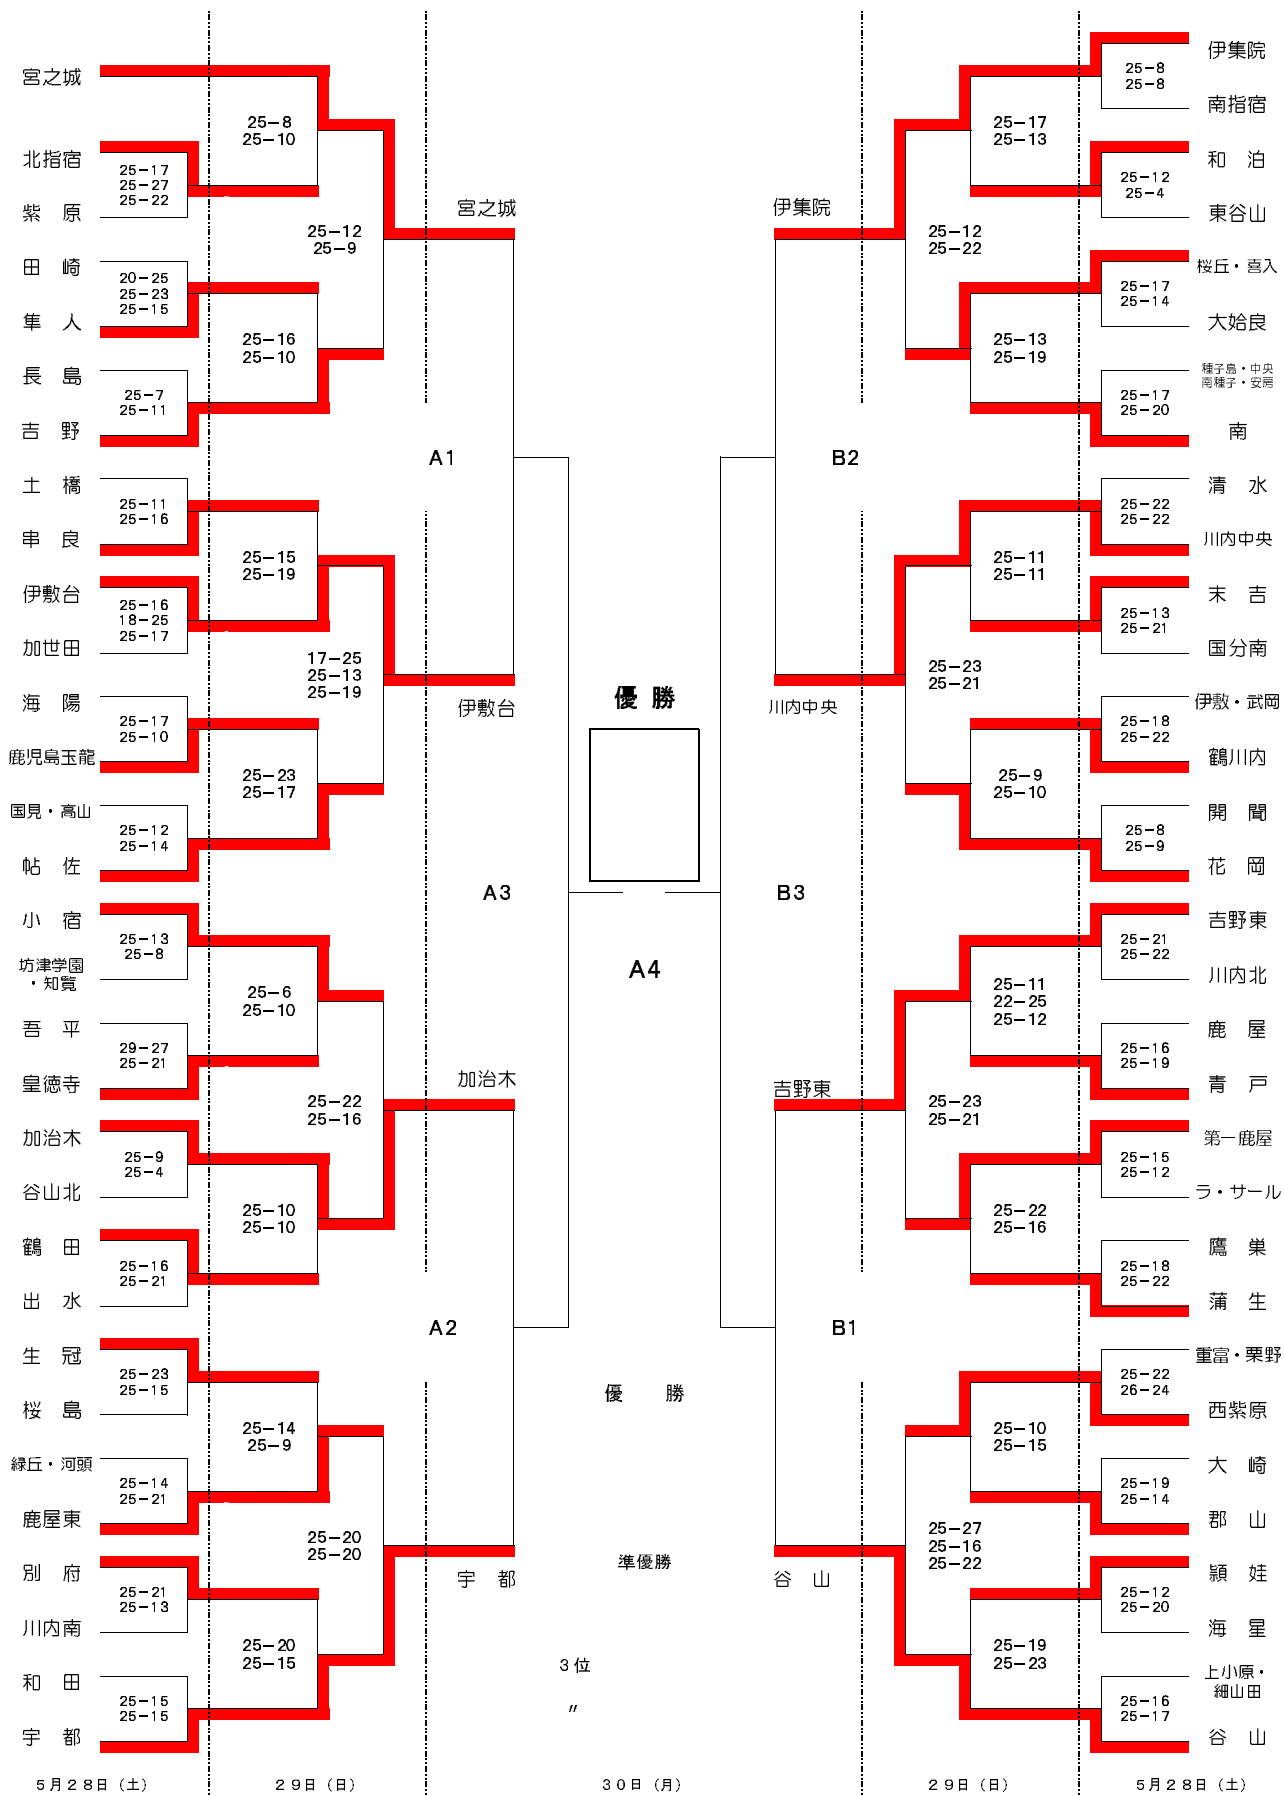 宮之城
25−8
25−10
北指宿
25−17
25−27
25−22
紫　原
宮之城
25−12
25−9
田　崎
20−25
25−23
25−15
隼　人
25−16
25−10
長　島
25−7
25−11
吉　野
A1
土　橋
25−11
25−16
串　良
25−15
25−19
伊敷台
25−16
18−25
25−17
加世田
17−25
25−13
25−19
伊敷台
海　陽
25−17
25−10
鹿児島玉龍
25−23
25−17
国見・高山
25−12
25−14
帖　佐
A3
小　宿
25−13
25−8
坊津学園
・知覧
25−6
25−10
吾　平
29−27
25−21
皇徳寺
加治木
25−22
25−16
加治木
25−9
25−4
谷山北
25−10
25−10
鶴　田
25−16
25−21
出　水
A2
生　冠
25−23
25−15
桜　島
25−14
25−9
緑丘・河頭
25−14
25−21
鹿屋東
25−20
25−20
宇　都
別　府
25−21
25−13
川内南
25−20
25−15
和　田
25−15
25−15
宇　都
優 勝
A4
優　　勝
準優勝
３位
〃
伊集院
25−8
25−8
南指宿
25−17
25−13
和　泊
25−12
25−4
東谷山
伊集院
25−12
25−22
桜丘・喜入
25−17
25−14
大姶良
25−13
25−19
種子島・中央
南種子・安房
25−17
25−20
南
B2
清　水
25−22
25−22
川内中央
25−11
25−11
末　吉
25−13
25−21
国分南
25−23
25−21
川内中央
伊敷・武岡
25−18
25−22
鶴川内
25−9
25−10
開　聞
25−8
25−9
花　岡
B3
吉野東
25−21
25−22
川内北
25−11
22−25
25−12
鹿　屋
25−16
25−19
青　戸
吉野東
25−23
25−21
第一鹿屋
25−15
25−12
ラ・サール
25−22
25−16
鷹　巣
25−18
25−22
蒲　生
B1
重富・栗野
25−22
26−24
西紫原
25−10
25−15
大　崎
25−19
25−14
郡　山
25−27
25−16
25−22
谷　山
頴　娃
25−12
25−20
海　星
25−19
25−23
上小原・
細山田
25−16
25−17
谷　山
５月２８日（土）
２９日（日）
３０日（月）
２９日（日）
５月２８日（土）